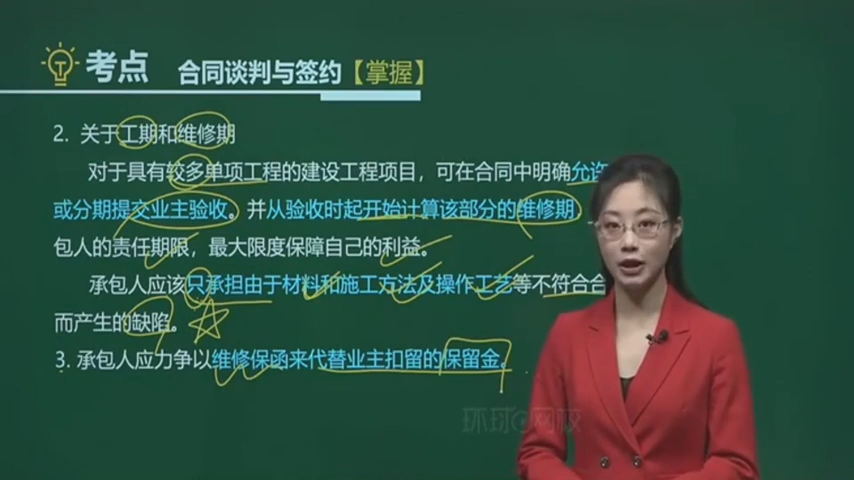 考点 合同谈判与签约【掌握】
2. 关于工期和维修期
对于具有较多单项工程的建设工程项目，可在合同中明确允许
或分期提交业主验收。并从验收时起开始计算该部分的维修期，
包人的责任期限，最大限度保障自己的利益。
承包人应该只承担由于材料和施工方法及操作工艺等不符合合
而产生的缺陷。
3. 承包人应力争以维修保函来代替业主扣留的保留金。
环球@网校